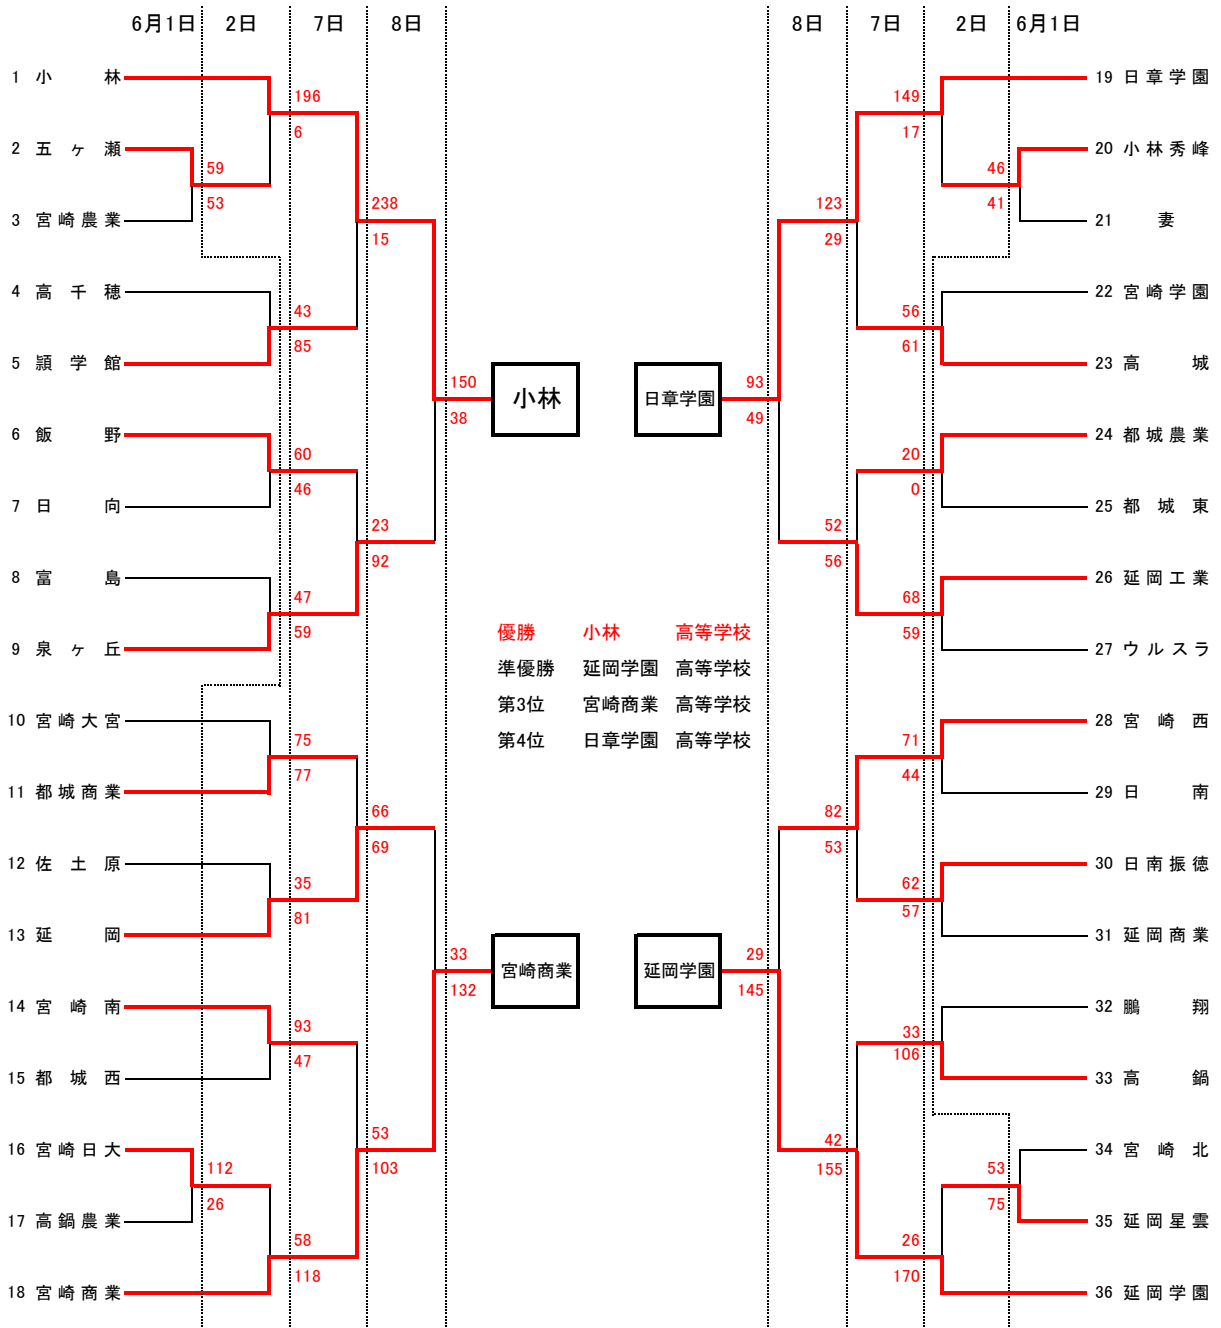 6月1日 2日 7日 8日 8日 7日 2日 6月1日
1 小林 19 日章学園
196 149
6 17
2 五ヶ瀬 20 小林秀峰
59 46
53 41
3 宮崎農業 21 妻
238 123
15 29
4 高千穂 22 宮崎学園
43 56
85 61
5 頴学館 23 高城
150 小林 日章学園 93
38 49
6 飯野 24 都城農業
60 20
46 0
7 日向 25 都城東
23 52
92 56
8 富島 26 延岡工業
47 68
59 59
9 泉ヶ丘 27 ウルスラ
優勝 小林 高等学校
準優勝 延岡学園 高等学校
第3位 宮崎商業 高等学校
第4位 日章学園 高等学校
10 宮崎大宮 28 宮崎西
75 71
77 44
11 都城商業 29 日南
66 82
69 53
12 佐土原 30 日南振徳
35 62
81 57
13 延岡 31 延岡商業
33 宮崎商業 延岡学園 29
132 145
14 宮崎南 32 鵬翔
93 33
47 106
15 都城西 33 高鍋
53 42
103 155
16 宮崎日大 34 宮崎北
112 53
26 75
17 高鍋農業 35 延岡星雲
58 26
118 170
18 宮崎商業 36 延岡学園